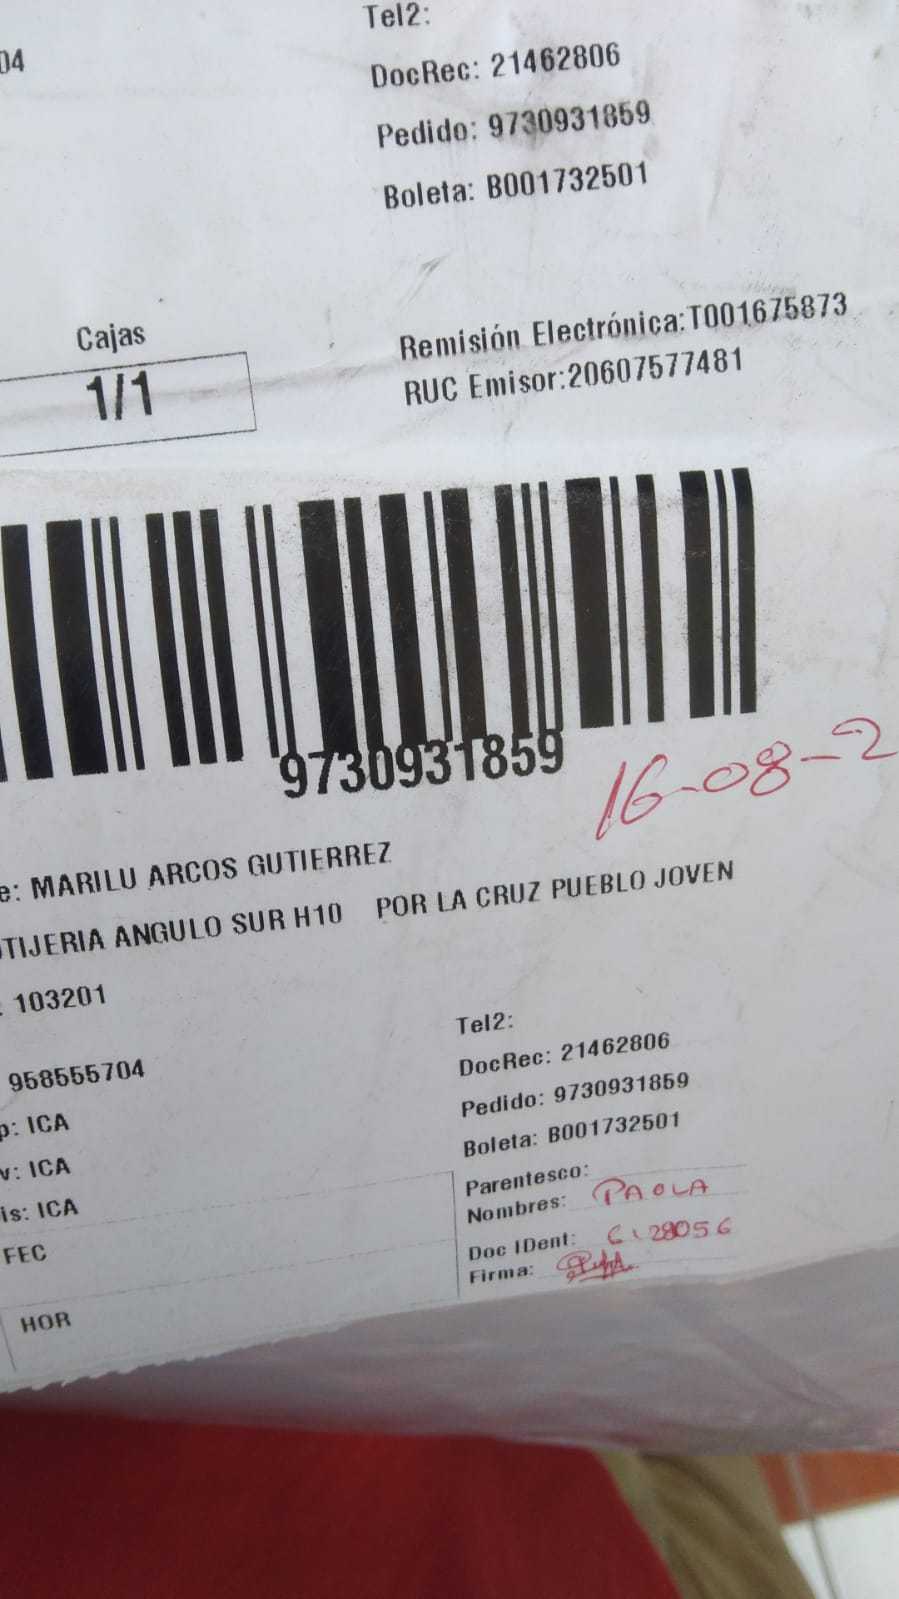 Tel2:
04
DocRec: 21462806
Pedido: 9730931859
Boleta: B001732501
Cajas
1/1
Remisión Electrónica:T001675873
RUC Emisor:20607577481
9730931859
16-08-2
e: MARILU ARCOS GUTIERREZ
OTIJERIA ANGULO SUR H10 POR LA CRUZ PUEBLO JOVEN
: 103201
958555704
Tel2:
DocRec: 21462806
p: ICA
Pedido: 9730931859
v: ICA
Boleta: B001732501
is: ICA
Parentesco:
Nombres: PAOLA
FEC
Doc IDent:
Firma:
HOR